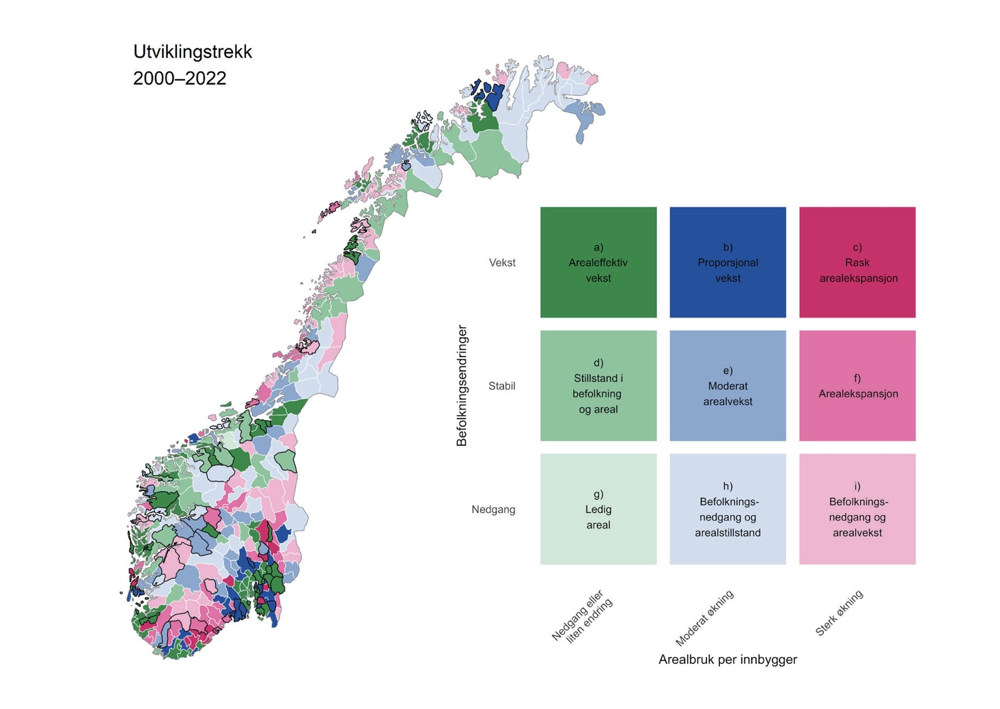 Utviklingstrekk
2000–2022
Befolkningsendringer
Vekst
a)
Arealeffektiv
vekst
b)
Proporsjonal
vekst
c)
Rask
arealekspansjon
Stabil
d)
Stillstand i
befolkning
og areal
e)
Moderat
arealvekst
f)
Arealekspansjon
Nedgang
g)
Ledig
areal
h)
Befolknings-
nedgang og
arealstillstand
i)
Befolknings-
nedgang og
arealvekst
Nedgang eller
liten endring
Moderat økning
Sterk økning
Arealbruk per innbygger